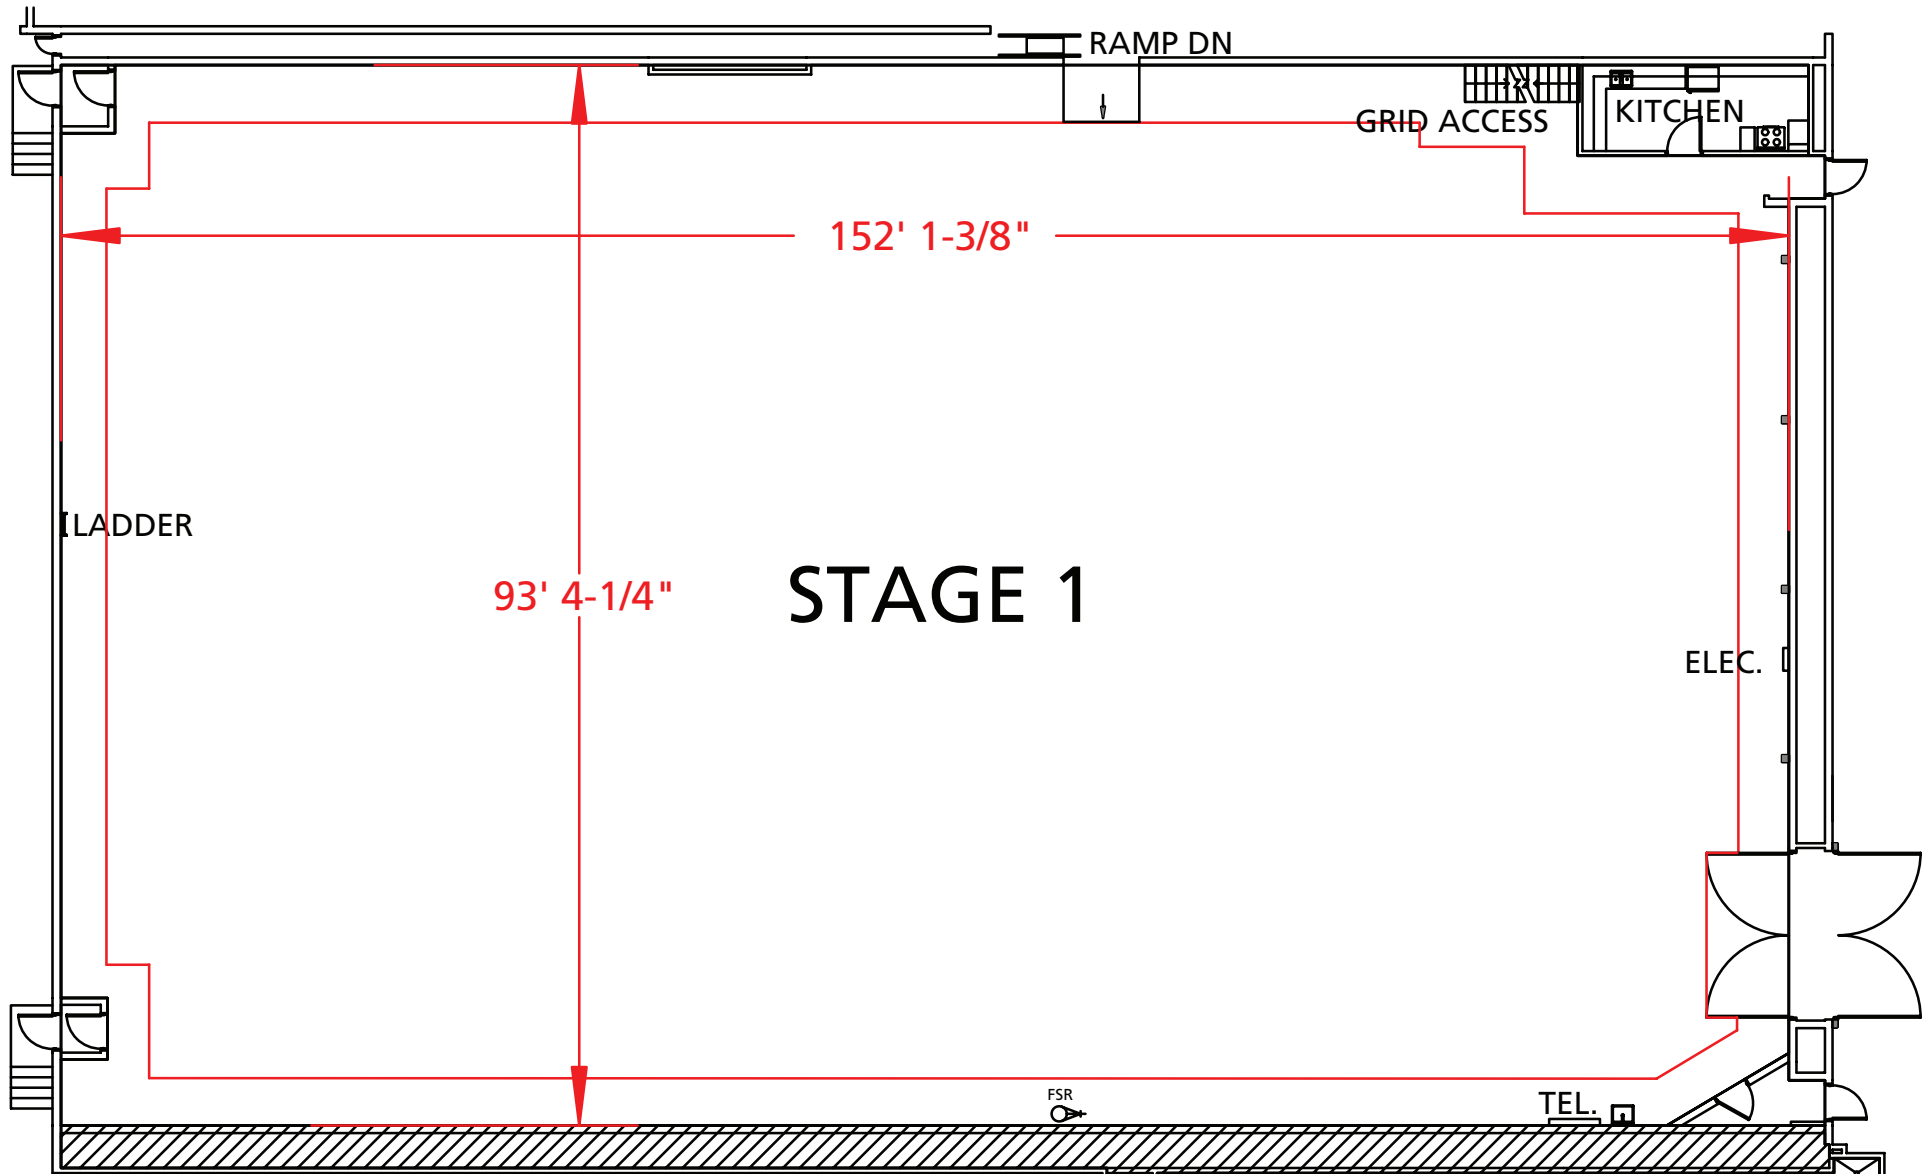 RAMP DN
GRID ACCESS
KITCHEN
152' 1-3/8"
LADDER
93' 4-1/4"
STAGE 1
ELEC.
FSR
TEL.